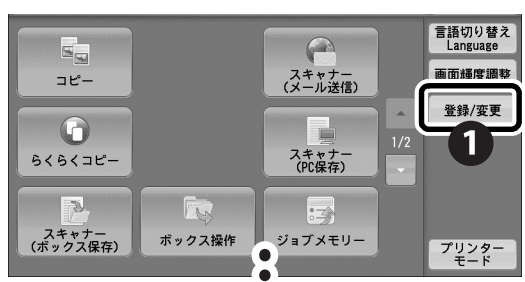 コピー
スキャナー
(メール送信)
言語切り替え
Language
画面輝度調整
登録/変更
1
らくらくコピー
スキャナー
(PC保存)
1/2
スキャナー
(ボックス保存)
ボックス操作
ジョブメモリー
プリンター
モード